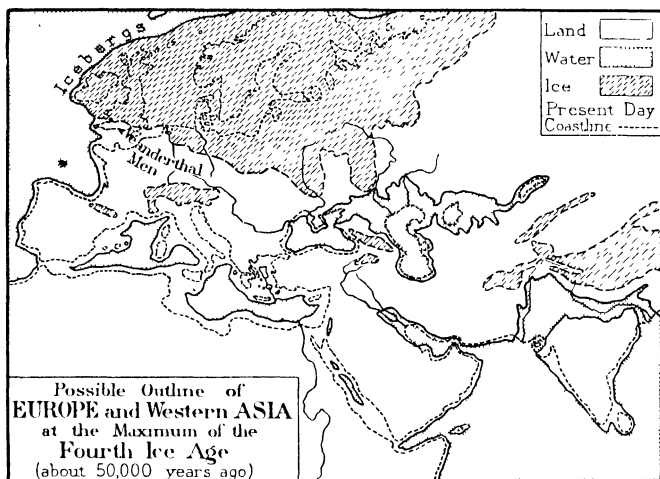 Icebergs
Neanderthal
Men
Land
Water
Ice
Present Day
Coastline
Possible Outline of
EUROPE and Western ASIA
at the Maximum of the
Fourth Ice Age
(about 50,000 years ago)